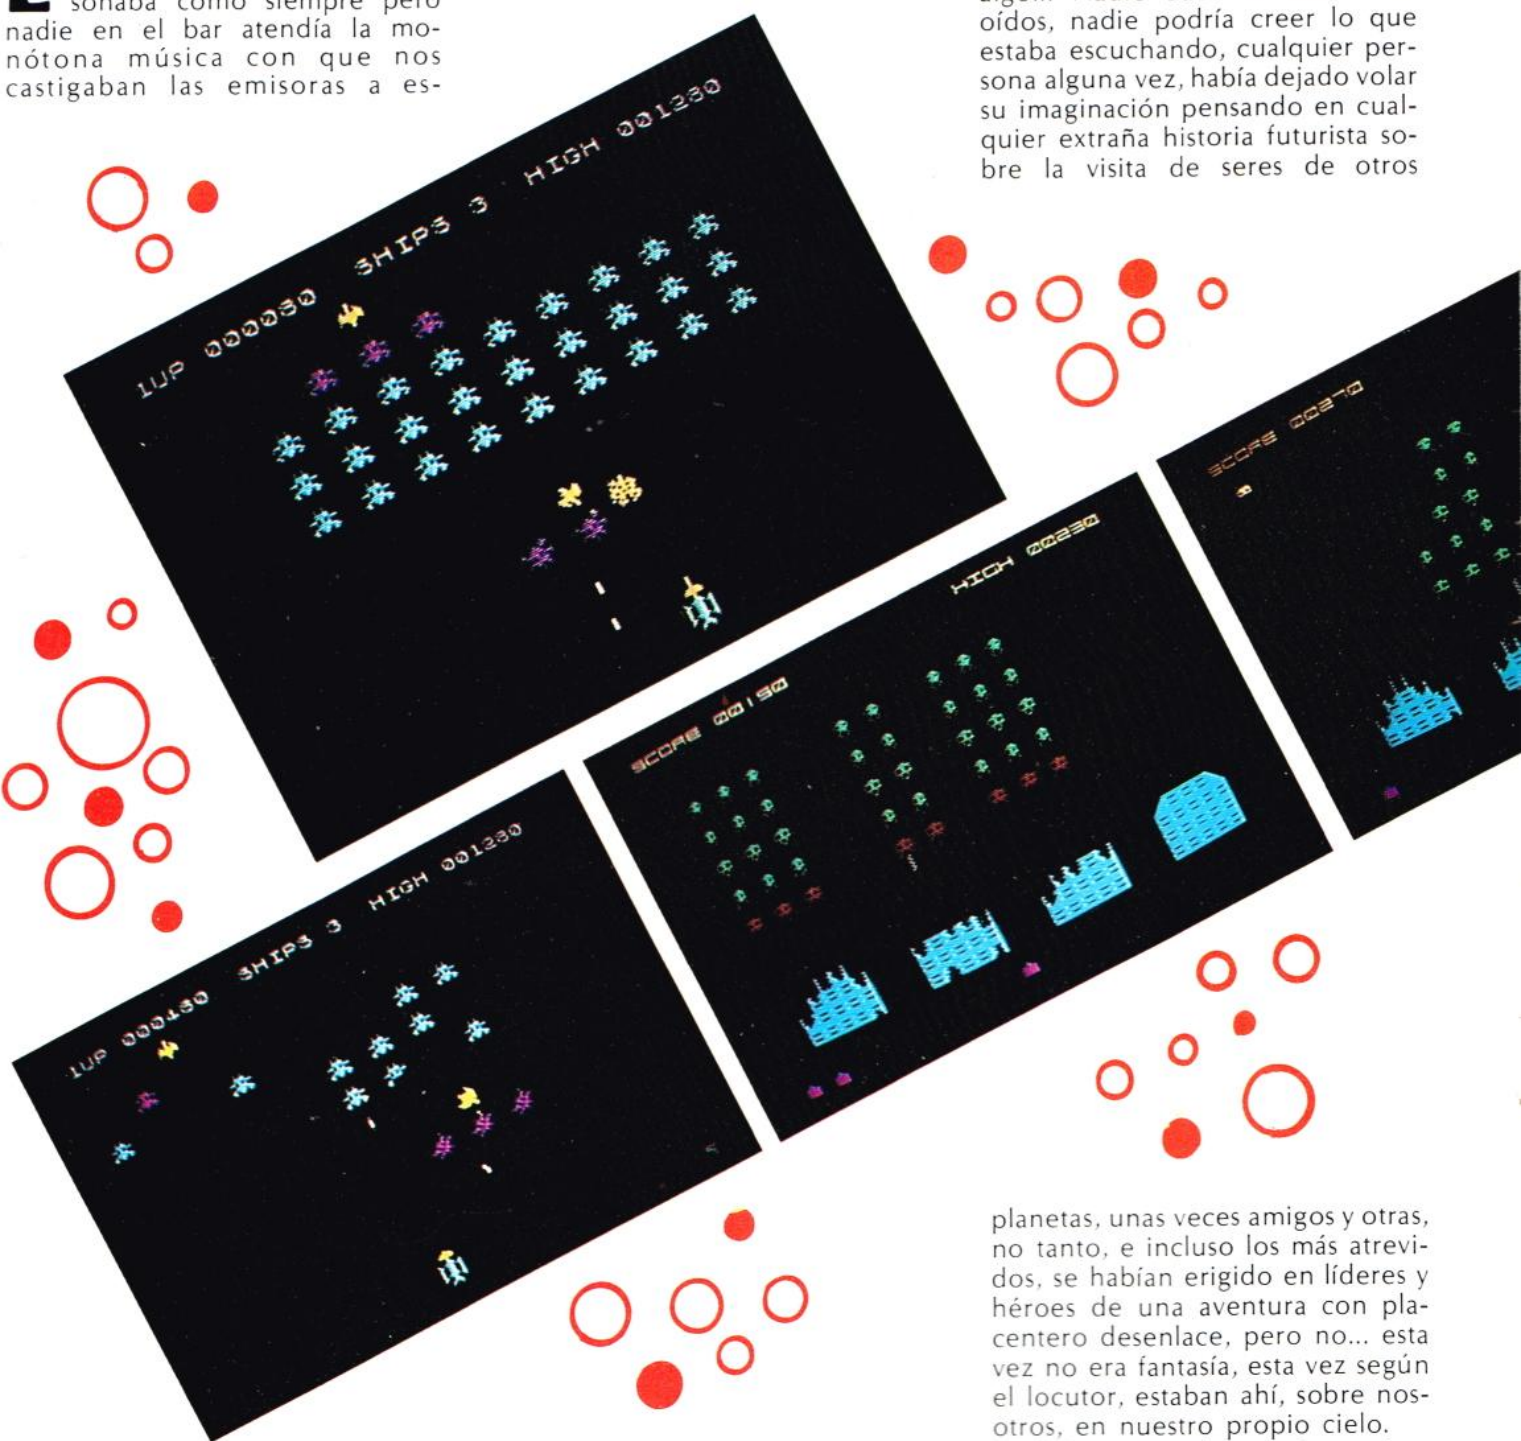 sonaba como siempre pero
nadie en el bar atendía la mo-
nótona música con que nos
castigaban las emisoras a es-
oídos, nadie podría creer lo que
estaba escuchando, cualquier per-
sona alguna vez, había dejado volar
su imaginación pensando en cual-
quier extraña historia futurista so-
bre la visita de seres de otros
planetas, unas veces amigos y otras,
no tanto, e incluso los más atrevi-
dos, se habían erigido en líderes y
héroes de una aventura con pla-
centero desenlace, pero no... esta
vez no era fantasía, esta vez según
el locutor, estaban ahí, sobre nos-
otros, en nuestro propio cielo.
1UP 000080 SHIPS 3 HIGH 001280
SCORE 00270
SCORE 00190 HIGH 00230
1UP 000480 SHIPS 3 HIGH 001280